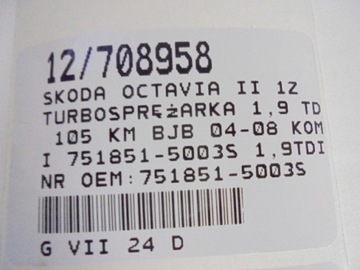 12/708958
SKODA OCTAVIA II 1Z
TURBOSPRĘŻARKA 1,9 TD
105 KM BJB 04-08 KOM
I 751851-5003S 1,9TDI
NR OEM:751851-5003S
G VII 24 D